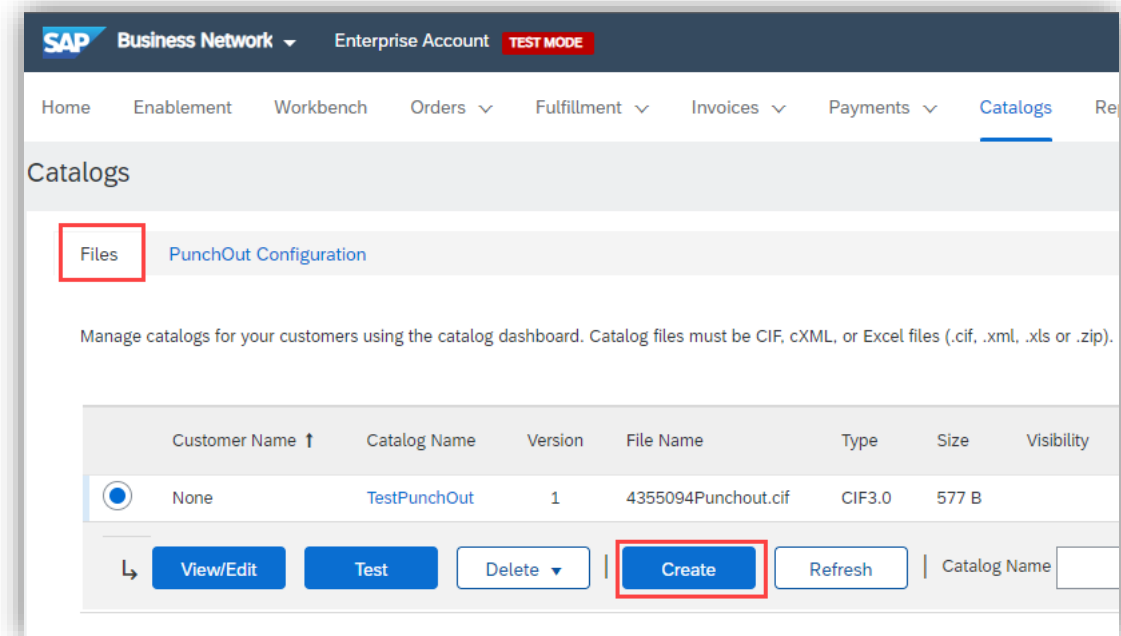 SAP Business Network Enterprise Account TEST MODE
Home Enablement Workbench Orders Fulfillment Invoices Payments Catalogs
Catalogs
Files PunchOut Configuration
Manage catalogs for your customers using the catalog dashboard. Catalog files must be CIF, cXML, or Excel files (.cif, .xml, .xls or .zip).
Customer Name ↑ Catalog Name Version File Name Type Size Visibility
None TestPunchOut 1 4355094Punchout.cif CIF3.0 577 B
View/Edit Test Delete ▼ | Create Refresh | Catalog Name